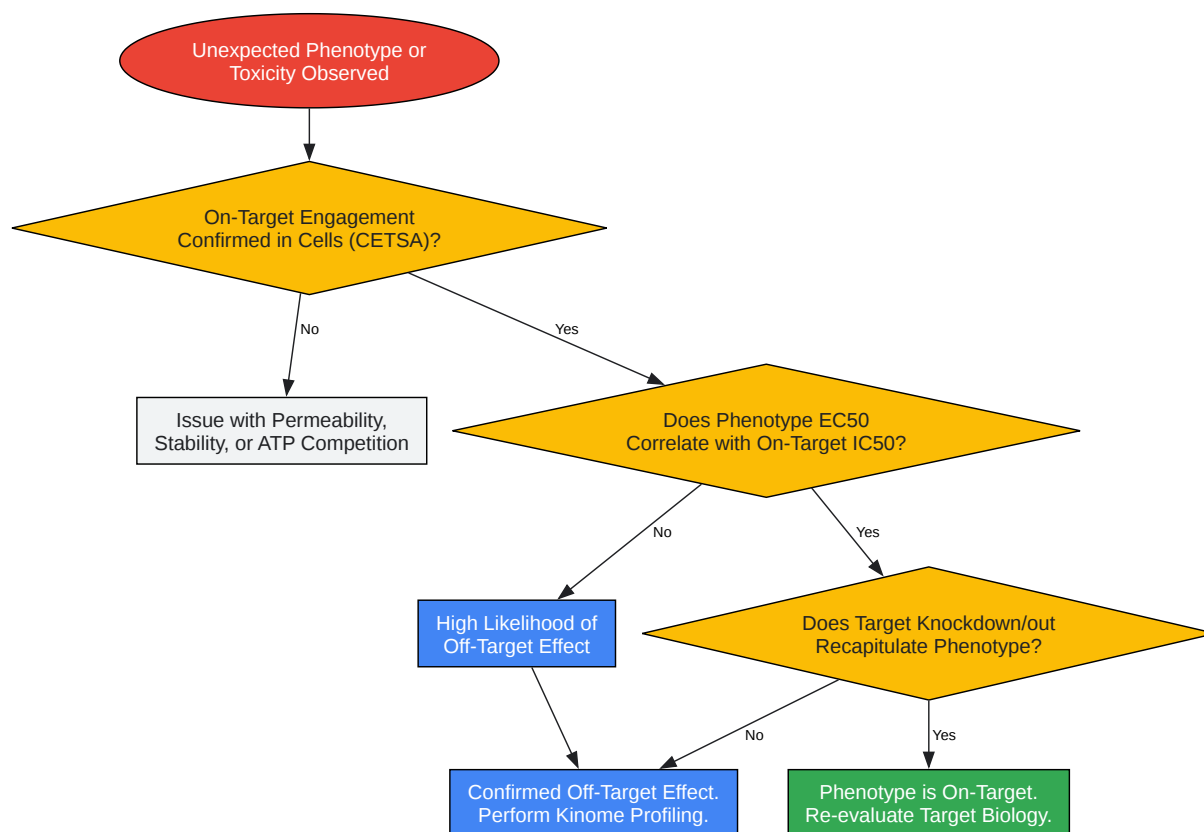 Unexpected Phenotype or
Toxicity Observed
On-Target Engagement
Confirmed in Cells (CETSA)?
No
Yes
Issue with Permeability,
Stability, or ATP Competition
Does Phenotype EC50
Correlate with On-Target IC50?
No
Yes
High Likelihood of
Off-Target Effect
Does Target Knockdown/out
Recapitulate Phenotype?
No
Yes
Confirmed Off-Target Effect.
Perform Kinome Profiling.
Phenotype is On-Target.
Re-evaluate Target Biology.